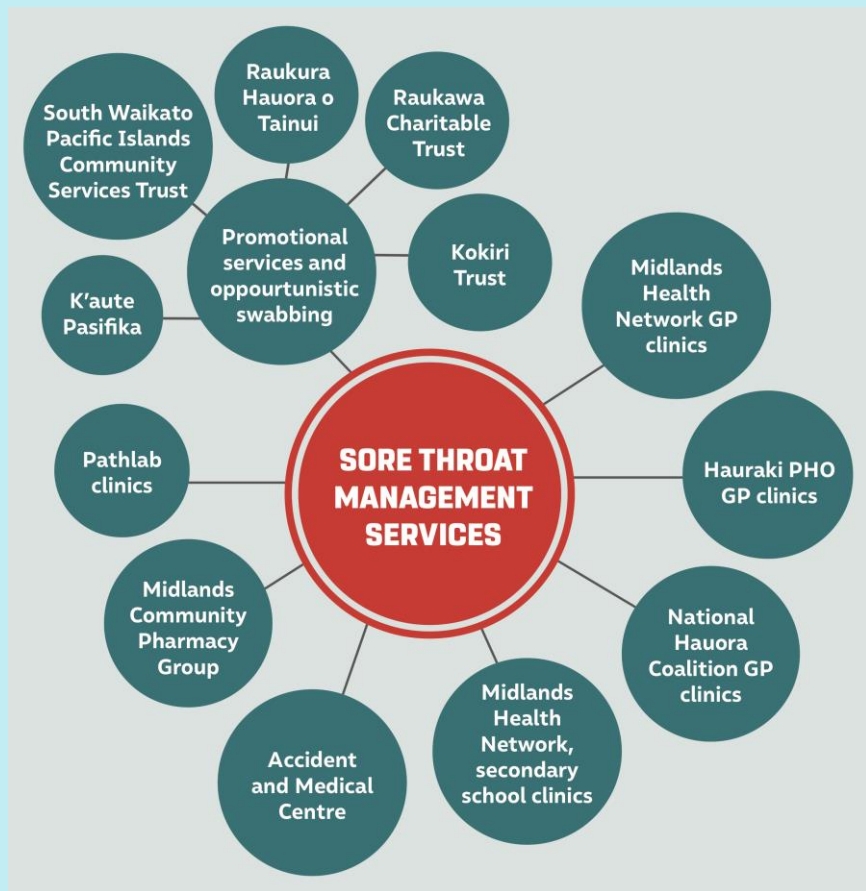 South Waikato
Pacific Islands
Community
Services Trust
Raukura
Hauora o
Tainui
Raukawa
Charitable
Trust
Promotional
services and
oppourtunistic
swabbing
Kokiri
Trust
K'aute
Pasifika
Midlands
Health
Network GP
clinics
SORE THROAT
MANAGEMENT
SERVICES
Pathlab
clinics
Hauraki PHO
GP clinics
Midlands
Community
Pharmacy
Group
National
Hauora
Coalition GP
clinics
Accident
and Medical
Centre
Midlands
Health
Network,
secondary
school clinics